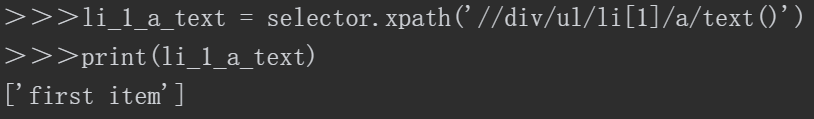 >>>li_1_a_text = selector.xpath('//div/ul/li[1]/a/text()')
>>>print(li_1_a_text)
['first item']